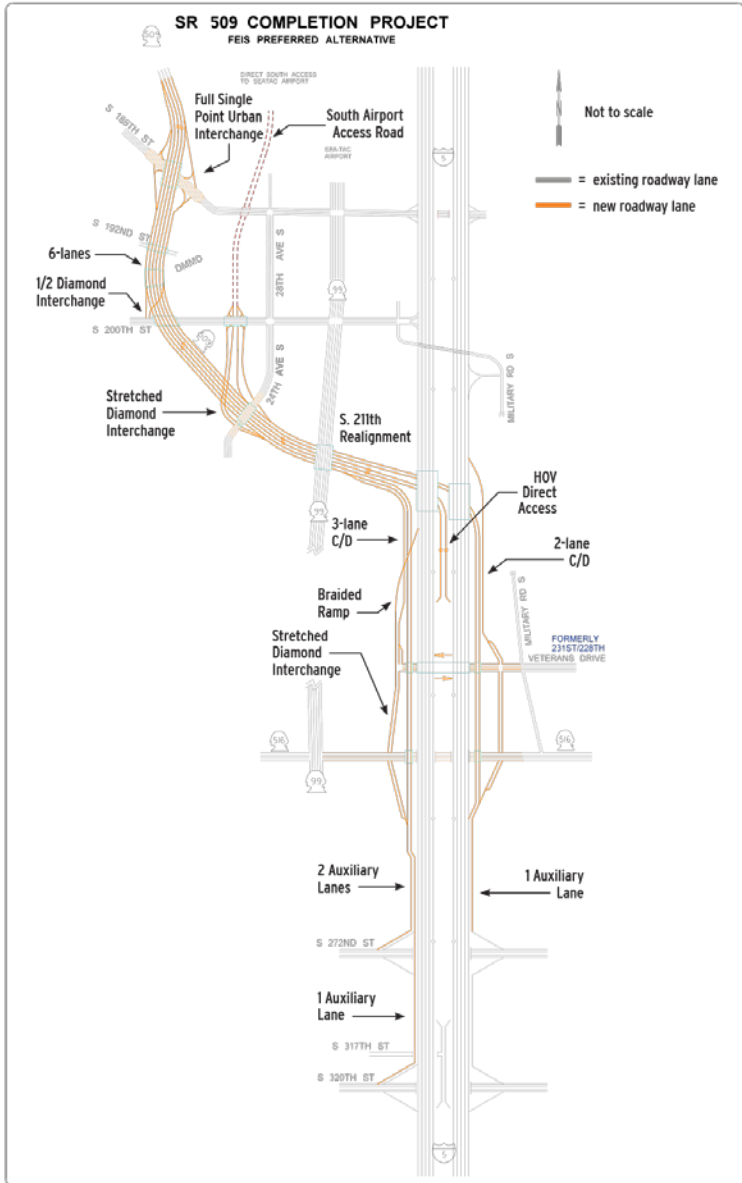 SR 509 COMPLETION PROJECT
FEIS PREFERRED ALTERNATIVE
509
DIRECT SOUTH ACCESS
TO SEATAC AIRPORT
Full Single
Point Urban
Interchange
South Airport
Access Road
Not to scale
S 188TH ST
SEA-TAC
AIRPORT
5
= existing roadway lane
= new roadway lane
S 192ND ST
6-lanes
DMMD
1/2 Diamond
Interchange
28TH AVE S
99
S 200TH ST
509
MILITARY RD S
24TH AVE S
Stretched
Diamond
Interchange
S. 211th
Realignment
HOV
Direct
Access
99
3-lane
C/D
2-lane
C/D
Braided
Ramp
MILITARY RD S
Stretched
Diamond
Interchange
FORMERLY
231ST/228TH
VETERANS DRIVE
516
516
99
2 Auxiliary
Lanes
1 Auxiliary
Lane
S 272ND ST
1 Auxiliary
Lane
S 317TH ST
S 320TH ST
5